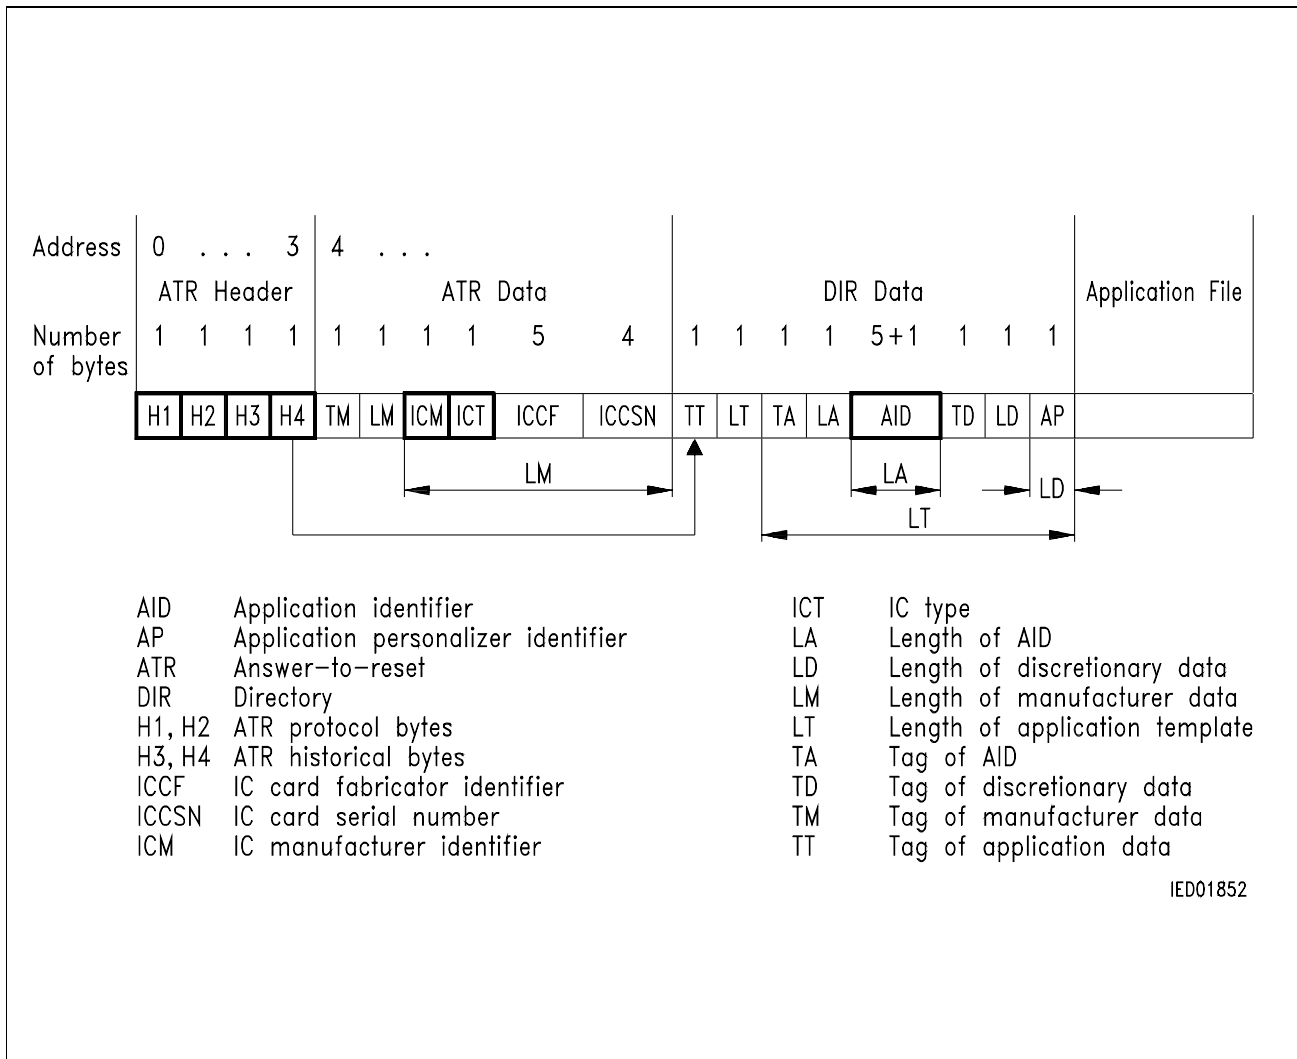 Address 0 . . . 3 4 . . .
ATR Header ATR Data DIR Data Application File
Number of bytes 1 1 1 1 1 1 1 1 5 4 1 1 1 1 5+1 1 1 1
H1 H2 H3 H4 TM LM ICM ICT ICCF ICCSN TT LT TA LA AID TD LD AP
LM LA LD
LT
AID Application identifier
AP Application personalizer identifier
ATR Answer-to-reset
DIR Directory
H1, H2 ATR protocol bytes
H3, H4 ATR historical bytes
ICCF IC card fabricator identifier
ICCSN IC card serial number
ICM IC manufacturer identifier
ICT IC type
LA Length of AID
LD Length of discretionary data
LM Length of manufacturer data
LT Length of application template
TA Tag of AID
TD Tag of discretionary data
TM Tag of manufacturer data
TT Tag of application data
IED01852